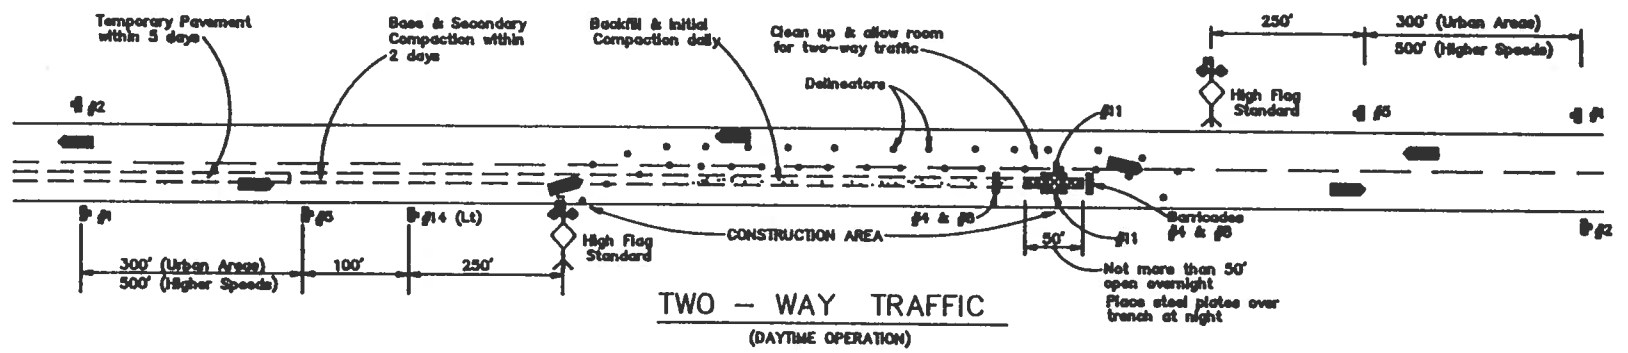 Temporary Pavement
within 5 days
Base & Secondary
Compaction within
2 days
Backfill & Initial
Compaction daily
Clean up & allow room
for two-way traffic
Delineators
250'
300' (Urban Areas)
500' (Higher Speeds)
High Flag
Standard
#2
#11
#5
#1
#1
#5
#14 (Lt)
High Flag
Standard
CONSTRUCTION AREA
#4 & #8
50'
#11
Barricades
#4 & #8
#2
300' (Urban Areas)
500' (Higher Speeds)
100'
250'
Not more than 50'
open overnight
Place steel plates over
trench at night
TWO - WAY TRAFFIC
(DAYTIME OPERATION)